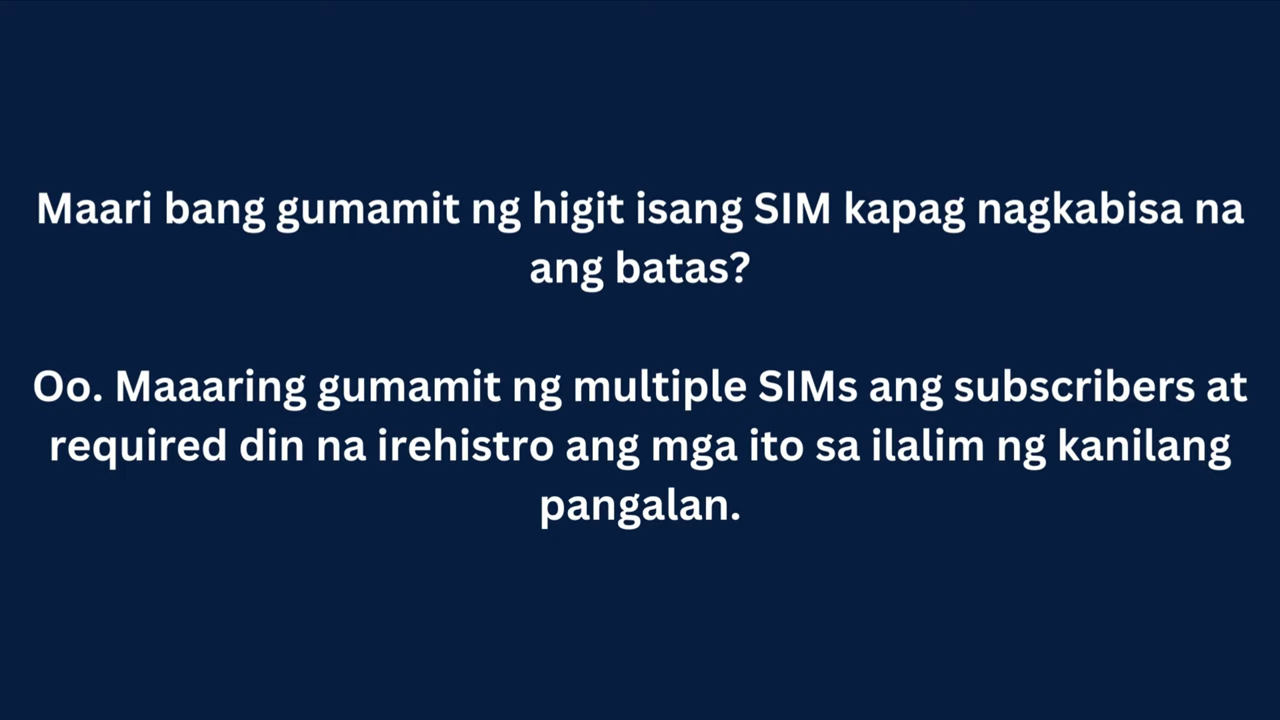 Maari bang gumamit ng higit isang SIM kapag nagkabisa na
ang batas?
Oo. Maaaring gumamit ng multiple SIMs ang subscribers at
required din na irehistro ang mga ito sa ilalim ng kanilang
pangalan.